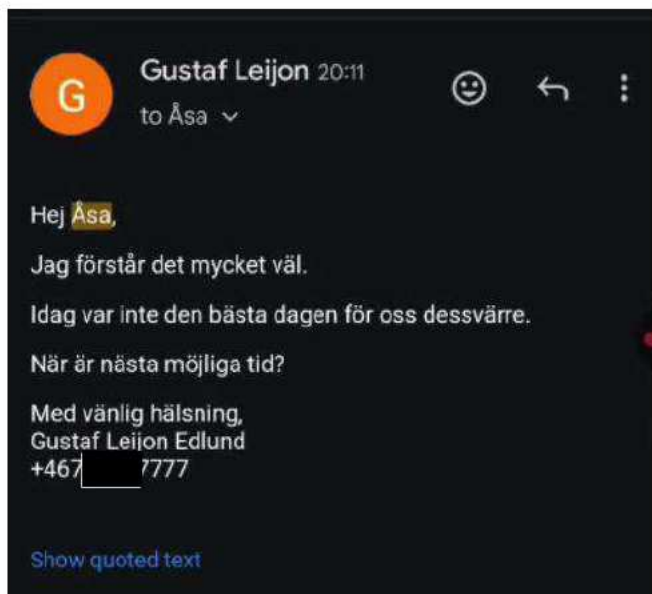 G
Gustaf Leijon 20:11
to Åsa
Hej Åsa,
Jag förstår det mycket väl.
Idag var inte den bästa dagen för oss dessvärre.
När är nästa möjliga tid?
Med vänlig hälsning,
Gustaf Leijon Edlund
+467 7777
Show quoted text